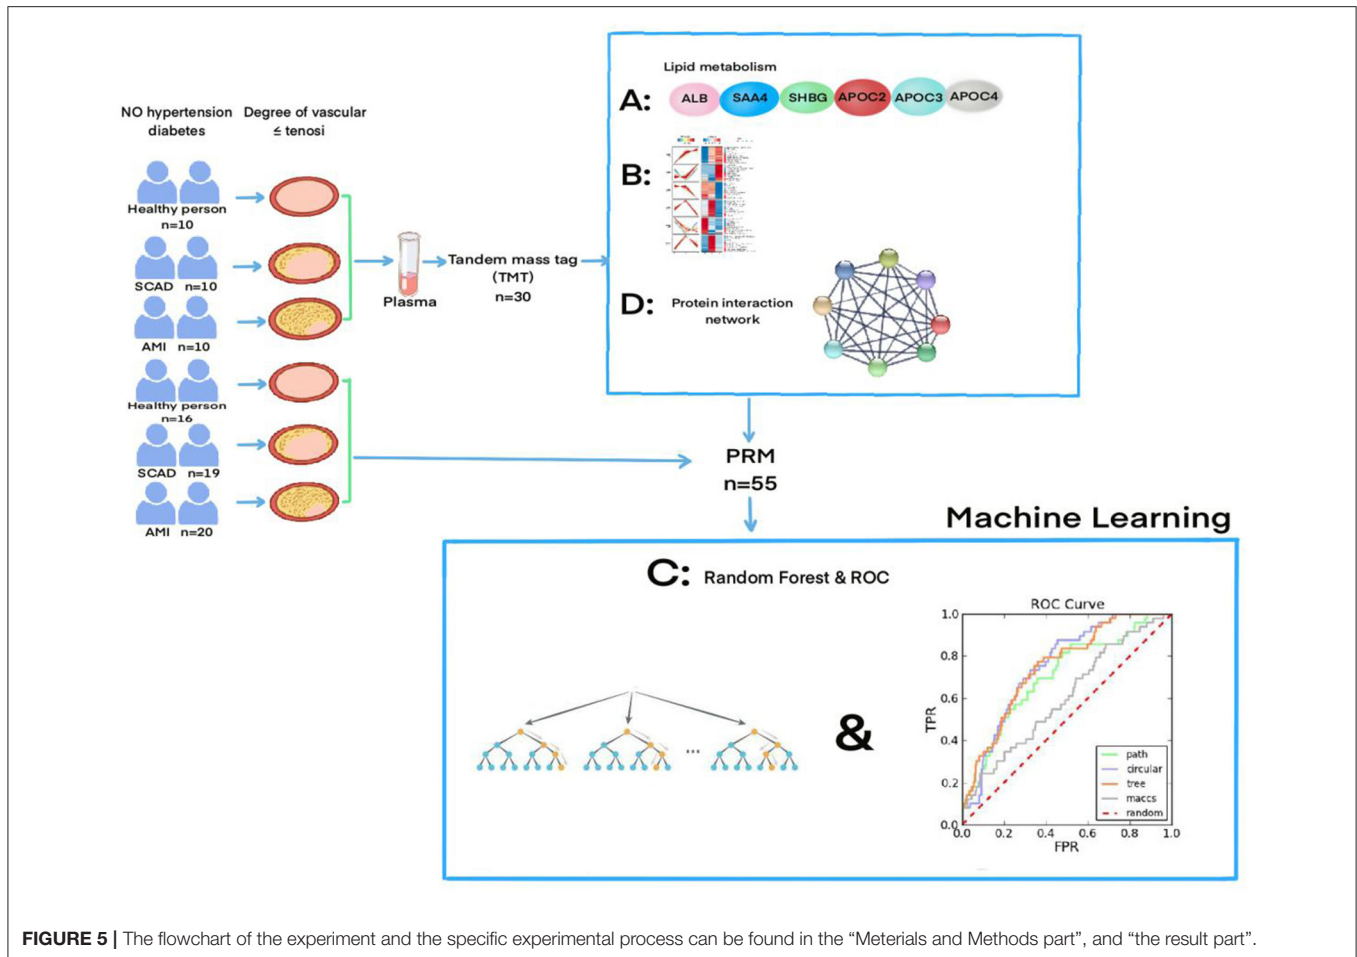 NO hypertension
diabetes
Degree of vascular
≤ tenosi
Healthy person
n=10
SCAD n=10
AMI n=10
Healthy person
n=16
SCAD n=19
AMI n=20
Plasma
Tandem mass tag
(TMT)
n=30
Lipid metabolism
A: ALB SAA4 SHBG APOC2 APOC3 APOC4
B:
D: Protein interaction
network
PRM
n=55
Machine Learning
C: Random Forest & ROC
...
&
ROC Curve
1.0
0.8
0.6
0.4
0.2
0.0
TPR
0.0 0.2 0.4 0.6 0.8 1.0
FPR
path
circular
tree
maccs
random
FIGURE 5 | The flowchart of the experiment and the specific experimental process can be found in the “Meterials and Methods part”, and “the result part”.